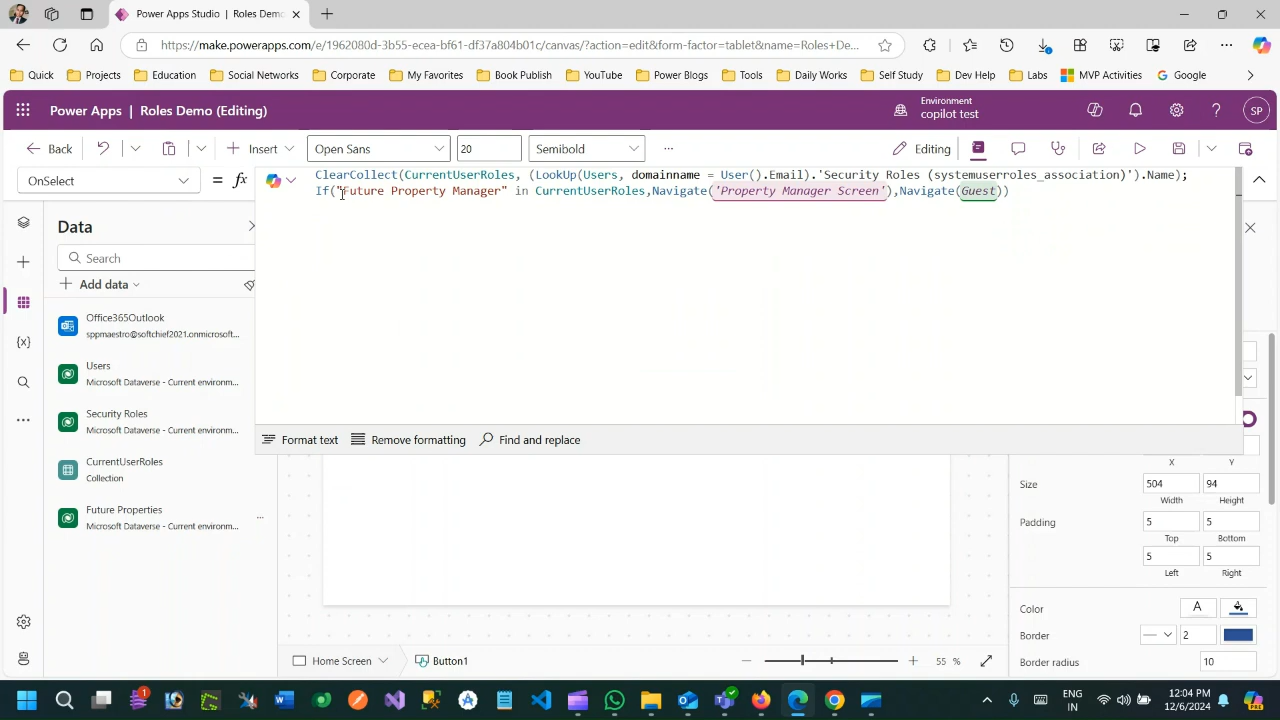 Power Apps Studio | Roles Demo
https://make.powerapps.com/e/1962080d-3b55-ecea-bf61-df37a804b01c/canvas/?action=edit&form-factor=tablet&name=Roles+De...
Quick
Projects
Education
Social Networks
Corporate
My Favorites
Book Publish
YouTube
Power Blogs
Tools
Daily Works
Self Study
Dev Help
Labs
MVP Activities
Google
Power Apps | Roles Demo (Editing)
Environment
copilot test
SP
Back
Insert
Open Sans
20
Semibold
Editing
OnSelect
= fx
ClearCollect(CurrentUserRoles, (LookUp(Users, domainname = User().Email).'Security Roles (systemuserroles_association)').Name);
If("Future Property Manager" in CurrentUserRoles,Navigate('Property Manager Screen'),Navigate(Guest))
Data
Search
Add data
Office365Outlook
sppmaestro@softchief2021.onmicrosoft...
Users
Microsoft Dataverse - Current environm...
Security Roles
Microsoft Dataverse - Current environm...
CurrentUserRoles
Collection
Future Properties
Microsoft Dataverse - Current environm...
Format text
Remove formatting
Find and replace
X
Y
Size
504
94
Width
Height
Padding
5
5
Top
Bottom
5
5
Left
Right
Color
A
Border
2
Border radius
10
Home Screen
Button1
55 %
1
ENG
IN
12:04 PM
12/6/2024